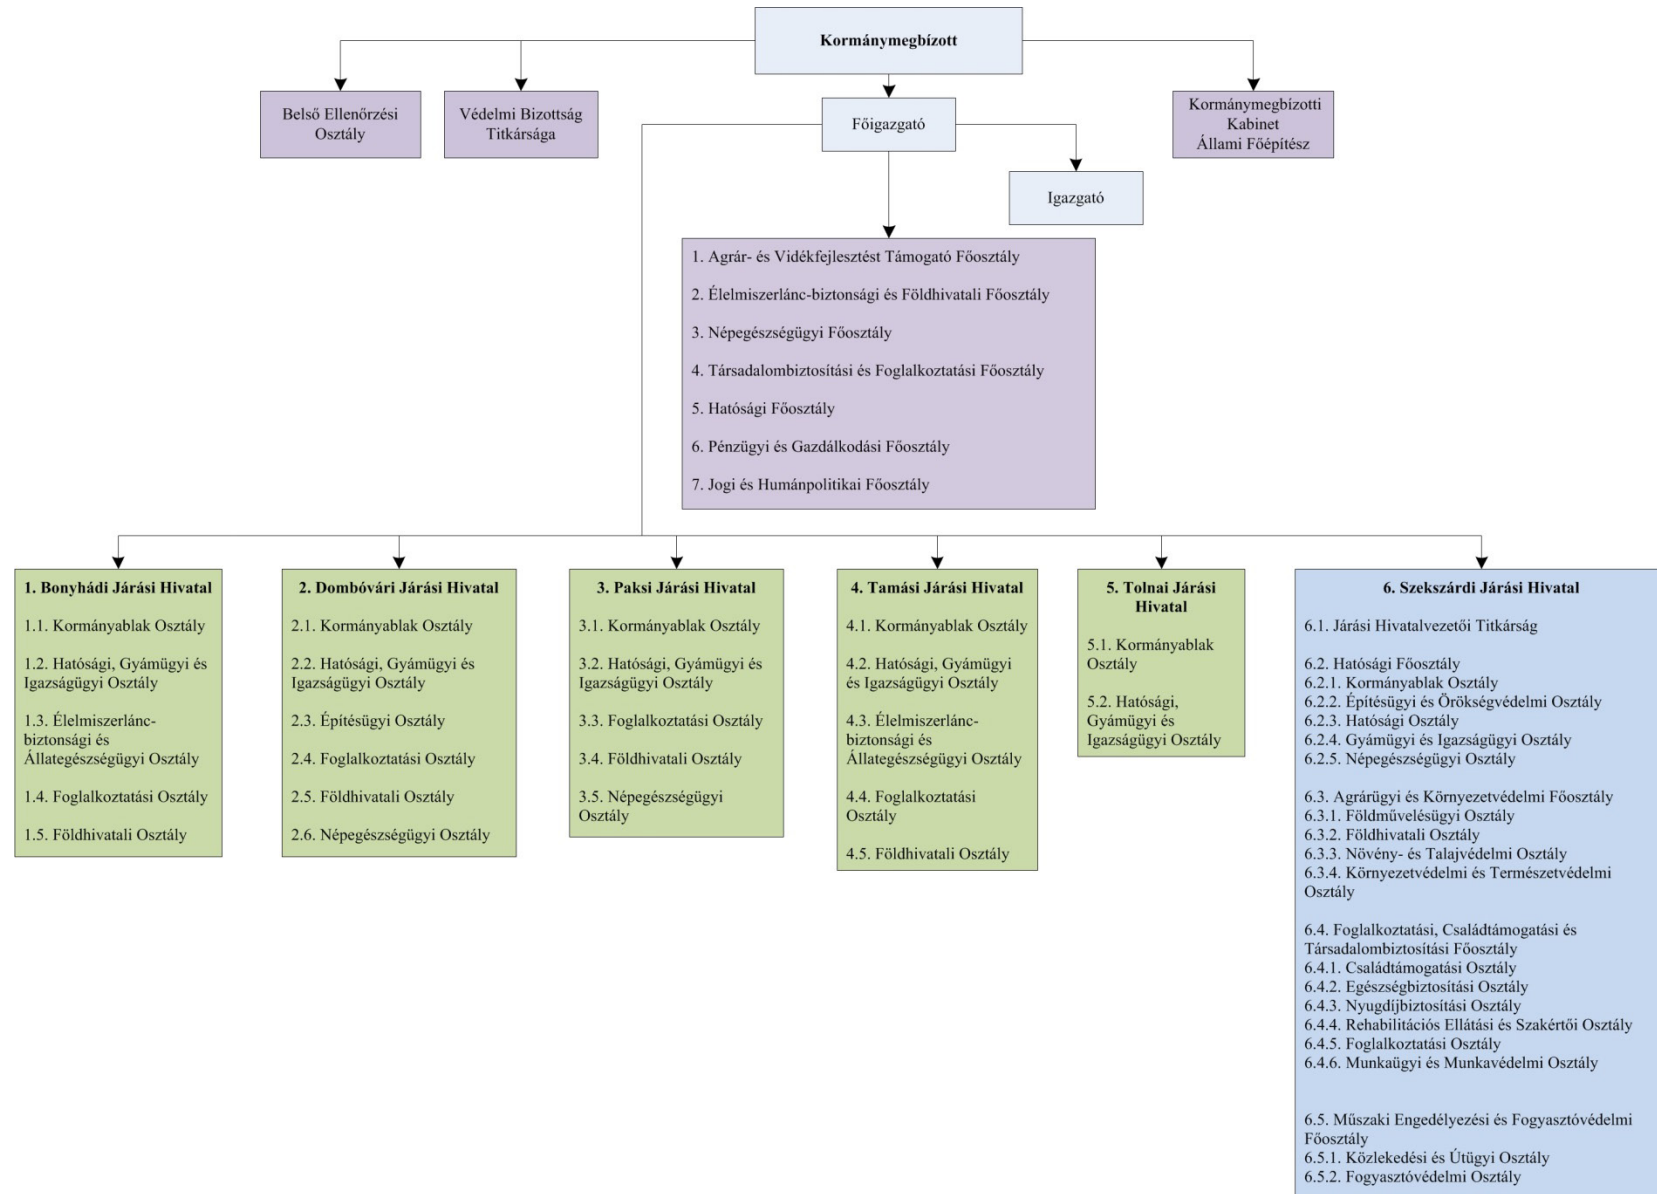 Kormánymegbízott
Belső Ellenőrzési
Osztály
Védelmi Bizottság
Titkársága
Főigazgató
Kormánymegbízotti
Kabinet
Állami Főépítész
Igazgató
1. Agrár- és Vidékfejlesztést Támogató Főosztály
2. Élelmiszerlánc-biztonsági és Földhivatali Főosztály
3. Népegészségügyi Főosztály
4. Társadalombiztosítási és Foglalkoztatási Főosztály
5. Hatósági Főosztály
6. Pénzügyi és Gazdálkodási Főosztály
7. Jogi és Humánpolitikai Főosztály
1. Bonyhádi Járási Hivatal
1.1. Kormányablak Osztály
1.2. Hatósági, Gyámügyi és
Igazságügyi Osztály
1.3. Élelmiszerlánc-
biztonsági és
Állategészségügyi Osztály
1.4. Foglalkoztatási Osztály
1.5. Földhivatali Osztály
2. Dombóvári Járási Hivatal
2.1. Kormányablak Osztály
2.2. Hatósági, Gyámügyi és
Igazságügyi Osztály
2.3. Építésügyi Osztály
2.4. Foglalkoztatási Osztály
2.5. Földhivatali Osztály
2.6. Népegészségügyi Osztály
3. Paksi Járási Hivatal
3.1. Kormányablak Osztály
3.2. Hatósági, Gyámügyi és
Igazságügyi Osztály
3.3. Foglalkoztatási Osztály
3.4. Földhivatali Osztály
3.5. Népegészségügyi
Osztály
4. Tamási Járási Hivatal
4.1. Kormányablak Osztály
4.2. Hatósági, Gyámügyi
és Igazságügyi Osztály
4.3. Élelmiszerlánc-
biztonsági és
Állategészségügyi Osztály
4.4. Foglalkoztatási
Osztály
4.5. Földhivatali Osztály
5. Tolnai Járási
Hivatal
5.1. Kormányablak
Osztály
5.2. Hatósági,
Gyámügyi és
Igazságügyi Osztály
6. Szekszárdi Járási Hivatal
6.1. Járási Hivatalvezetői Titkárság
6.2. Hatósági Főosztály
6.2.1. Kormányablak Osztály
6.2.2. Építésügyi és Örökségvédelmi Osztály
6.2.3. Hatósági Osztály
6.2.4. Gyámügyi és Igazságügyi Osztály
6.2.5. Népegészségügyi Osztály
6.3. Agrárügyi és Környezetvédelmi Főosztály
6.3.1. Földművelésügyi Osztály
6.3.2. Földhivatali Osztály
6.3.3. Növény- és Talajvédelmi Osztály
6.3.4. Környezetvédelmi és Természetvédelmi
Osztály
6.4. Foglalkoztatási, Családtámogatási és
Társadalombiztosítási Főosztály
6.4.1. Családtámogatási Osztály
6.4.2. Egészségbiztosítási Osztály
6.4.3. Nyugdíjbiztosítási Osztály
6.4.4. Rehabilitációs Ellátási és Szakértői Osztály
6.4.5. Foglalkoztatási Osztály
6.4.6. Munkaügyi és Munkavédelmi Osztály
6.5. Műszaki Engedélyezési és Fogyasztóvédelmi
Főosztály
6.5.1. Közlekedési és Útügyi Osztály
6.5.2. Fogyasztóvédelmi Osztály